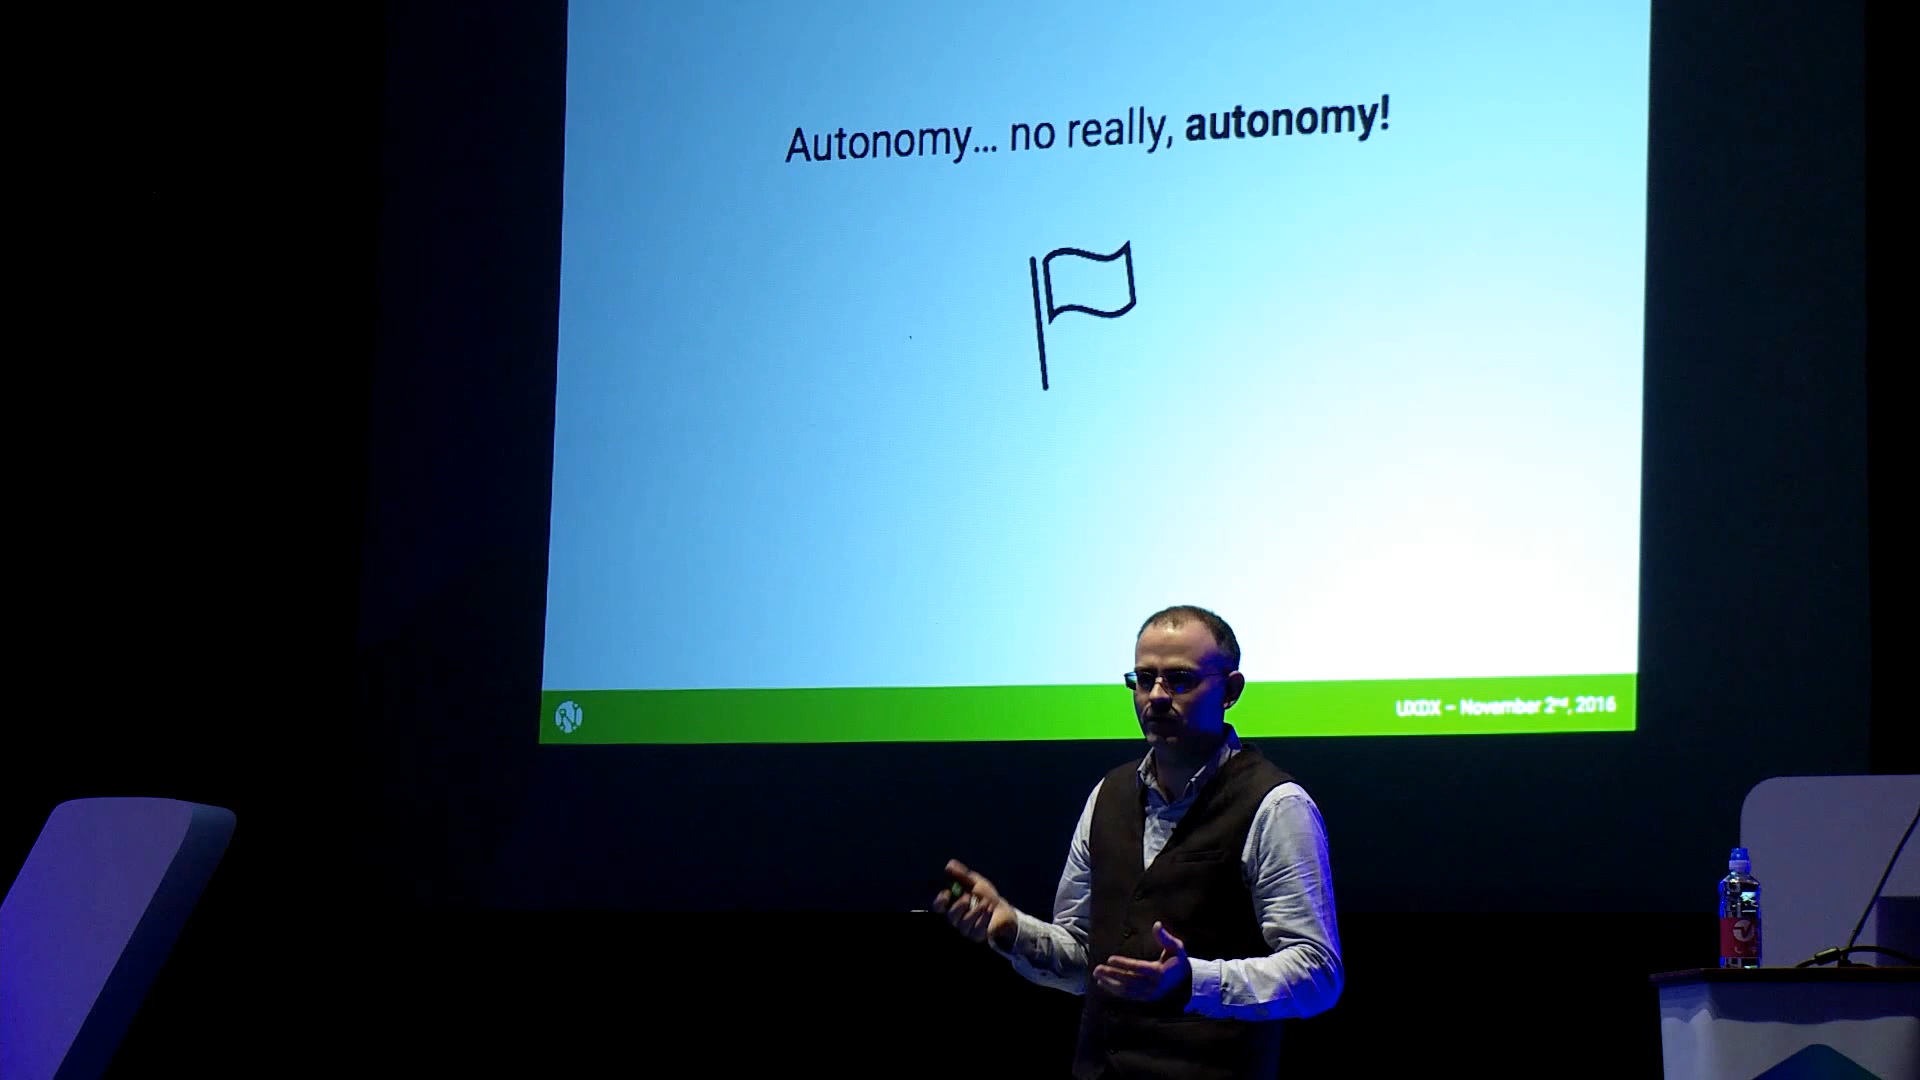 Autonomy... no really, autonomy!
UXDX – November 2nd, 2016